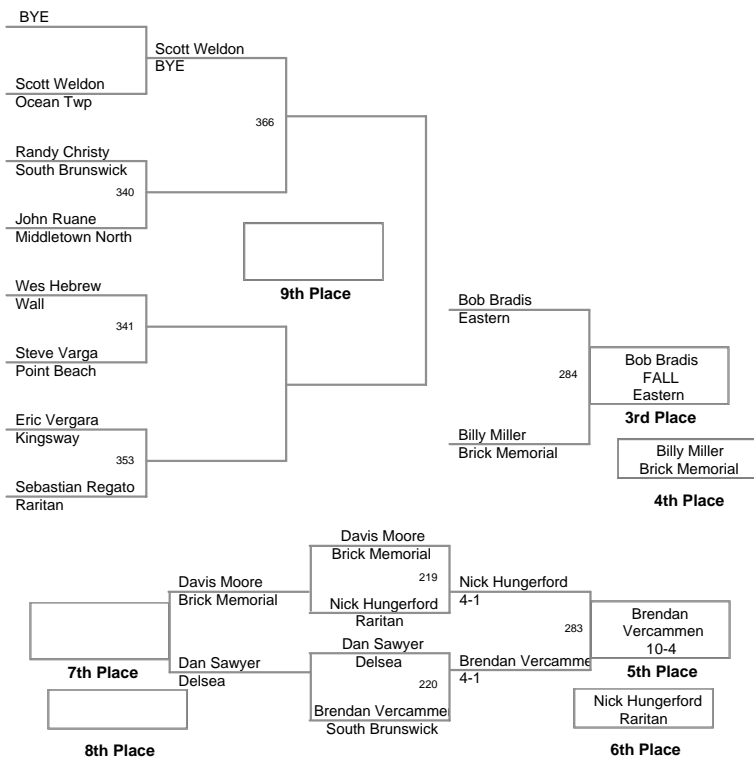 BYE
Scott Weldon
BYE
Scott Weldon
Ocean Twp
366
Randy Christy
South Brunswick
340
John Ruane
Middletown North
9th Place
Wes Hebrew
Wall
341
Steve Varga
Point Beach
Eric Vergara
Kingsway
353
Sebastian Regato
Raritan
Bob Bradis
Eastern
284
Bob Bradis
FALL
Eastern
3rd Place
Billy Miller
Brick Memorial
Billy Miller
Brick Memorial
4th Place
Davis Moore
Brick Memorial
Davis Moore
Brick Memorial
219
Nick Hungerford
Raritan
Nick Hungerford
4-1
283
Brendan
Vercammen
10-4
5th Place
7th Place
Dan Sawyer
Delsea
Dan Sawyer
Delsea
220
Brendan Vercamme
4-1
Brendan Vercammer
South Brunswick
Nick Hungerford
Raritan
8th Place
6th Place